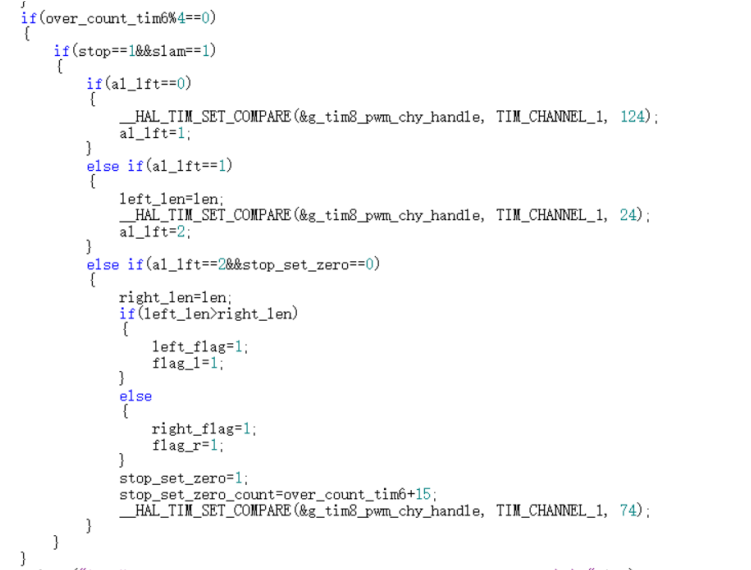 if(over_count_tim6%4==0)
{
if(stop==1&&slam==1)
{
if(al_lft==0)
{
__HAL_TIM_SET_COMPARE(&g_tim8_pwm_chy_handle, TIM_CHANNEL_1, 124);
al_lft=1;
}
else if(al_lft==1)
{
left_len=len;
__HAL_TIM_SET_COMPARE(&g_tim8_pwm_chy_handle, TIM_CHANNEL_1, 24);
al_lft=2;
}
else if(al_lft==2&&stop_set_zero==0)
{
right_len=len;
if(left_len>right_len)
{
left_flag=1;
flag_l=1;
}
else
{
right_flag=1;
flag_r=1;
}
stop_set_zero=1;
stop_set_zero_count=over_count_tim6+15;
__HAL_TIM_SET_COMPARE(&g_tim8_pwm_chy_handle, TIM_CHANNEL_1, 74);
}
}
}